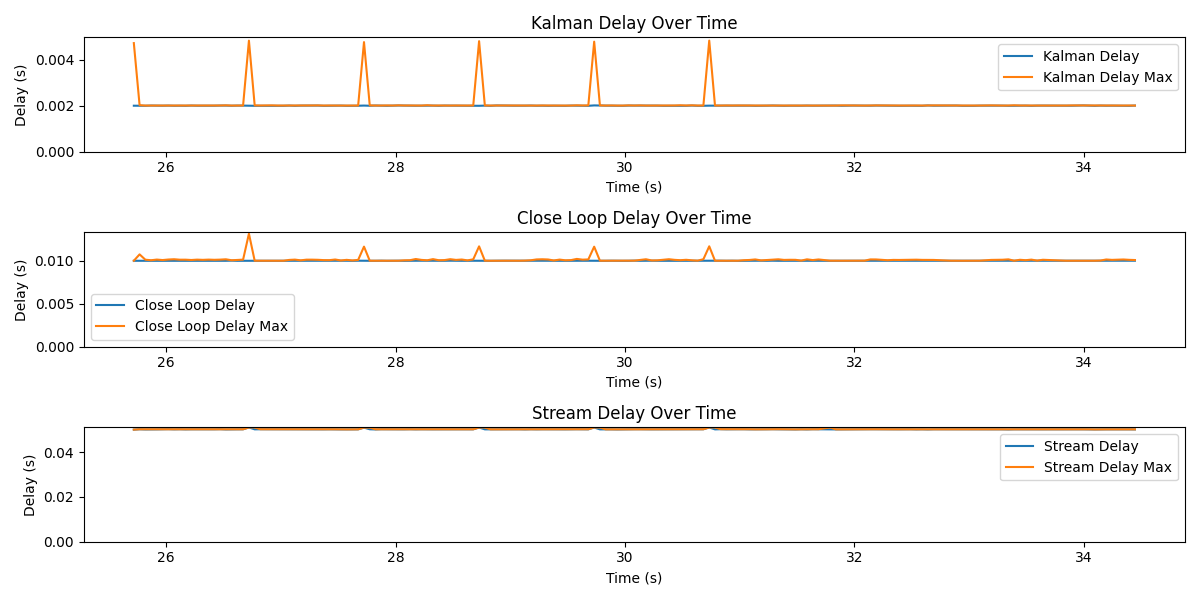 Kalman Delay Over Time
Delay (s)
0.004
0.002
0.000
Kalman Delay
Kalman Delay Max
26 28 30 32 34
Time (s)
Close Loop Delay Over Time
Delay (s)
0.010
0.005
0.000
Close Loop Delay
Close Loop Delay Max
26 28 30 32 34
Time (s)
Stream Delay Over Time
Delay (s)
0.04
0.02
0.00
Stream Delay
Stream Delay Max
26 28 30 32 34
Time (s)